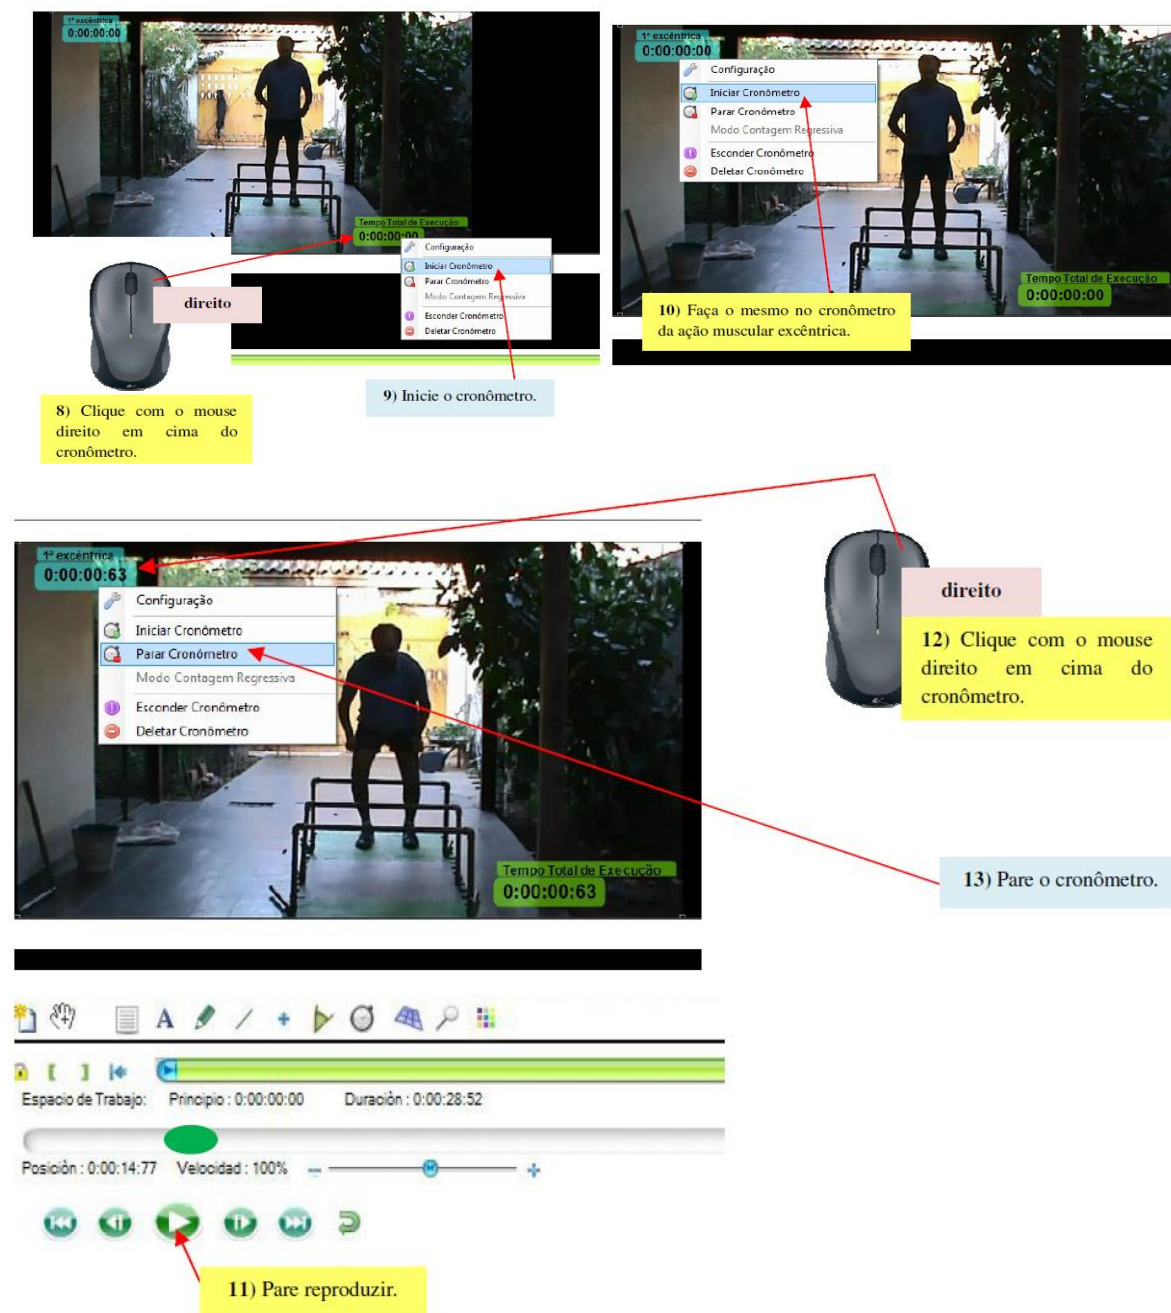 1ª excêntrica
0:00:00:00
Tempo Total de Execução
0:00:00:00
Configuração
Iniciar Cronômetro
Parar Cronômetro
Modo Contagem Regressiva
Esconder Cronômetro
Deletar Cronômetro
direito
8) Clique com o mouse
direito em cima do
cronômetro.
9) Inicie o cronômetro.
1ª excêntrica
0:00:00:00
Configuração
Iniciar Cronômetro
Parar Cronômetro
Modo Contagem Regressiva
Esconder Cronômetro
Deletar Cronômetro
Tempo Total de Execução
0:00:00:00
10) Faça o mesmo no cronômetro
da ação muscular excêntrica.
1ª excêntrica
0:00:00:63
Configuração
Iniciar Cronômetro
Parar Cronômetro
Modo Contagem Regressiva
Esconder Cronômetro
Deletar Cronômetro
Tempo Total de Execução
0:00:00:63
direito
12) Clique com o mouse
direito em cima do
cronômetro.
13) Pare o cronômetro.
Espacio de Trabajo: Principio : 0:00:00:00 Duraciòn : 0:00:28:52
Posiciòn : 0:00:14:77 Velocidad : 100%
11) Pare reproduzir.